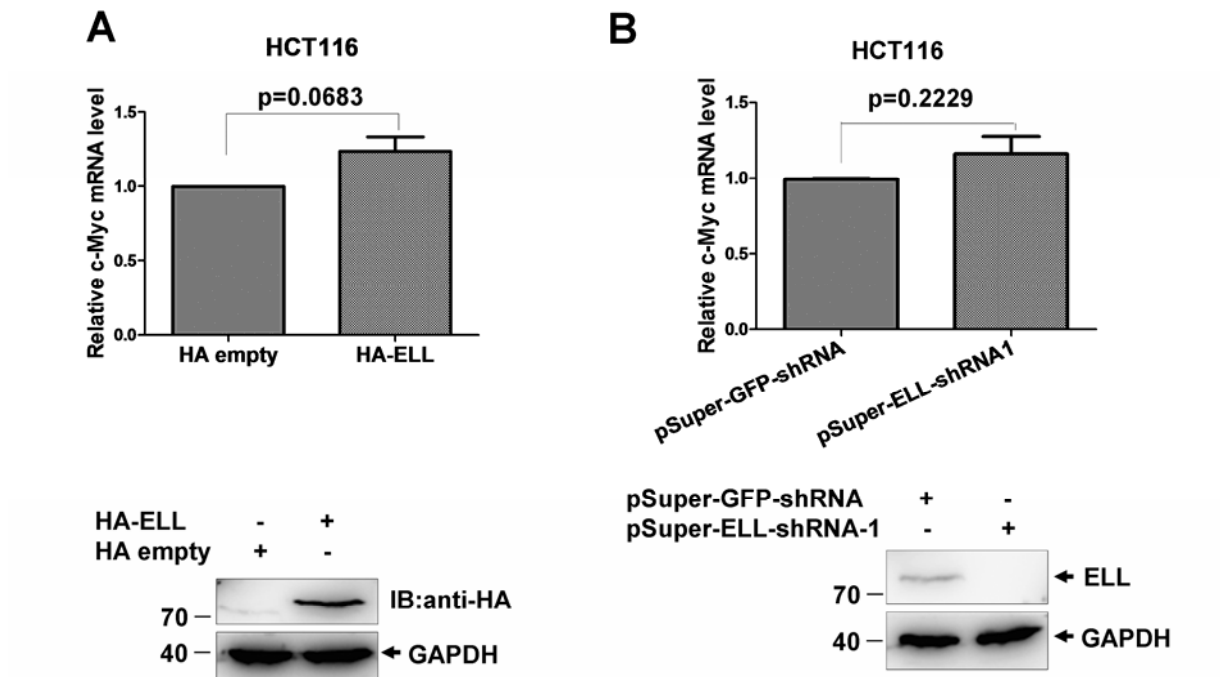 A
HCT116
p=0.0683
Relative c-Myc mRNA level
1.5
1.0
0.5
0.0
HA empty
HA-ELL
HA-ELL - +
HA empty + -
70
IB:anti-HA
40
GAPDH
B
HCT116
p=0.2229
Relative c-Myc mRNA level
1.5
1.0
0.5
0.0
pSuper-GFP-shRNA
pSuper-ELL-shRNA1
pSuper-GFP-shRNA + -
pSuper-ELL-shRNA-1 - +
70
ELL
40
GAPDH